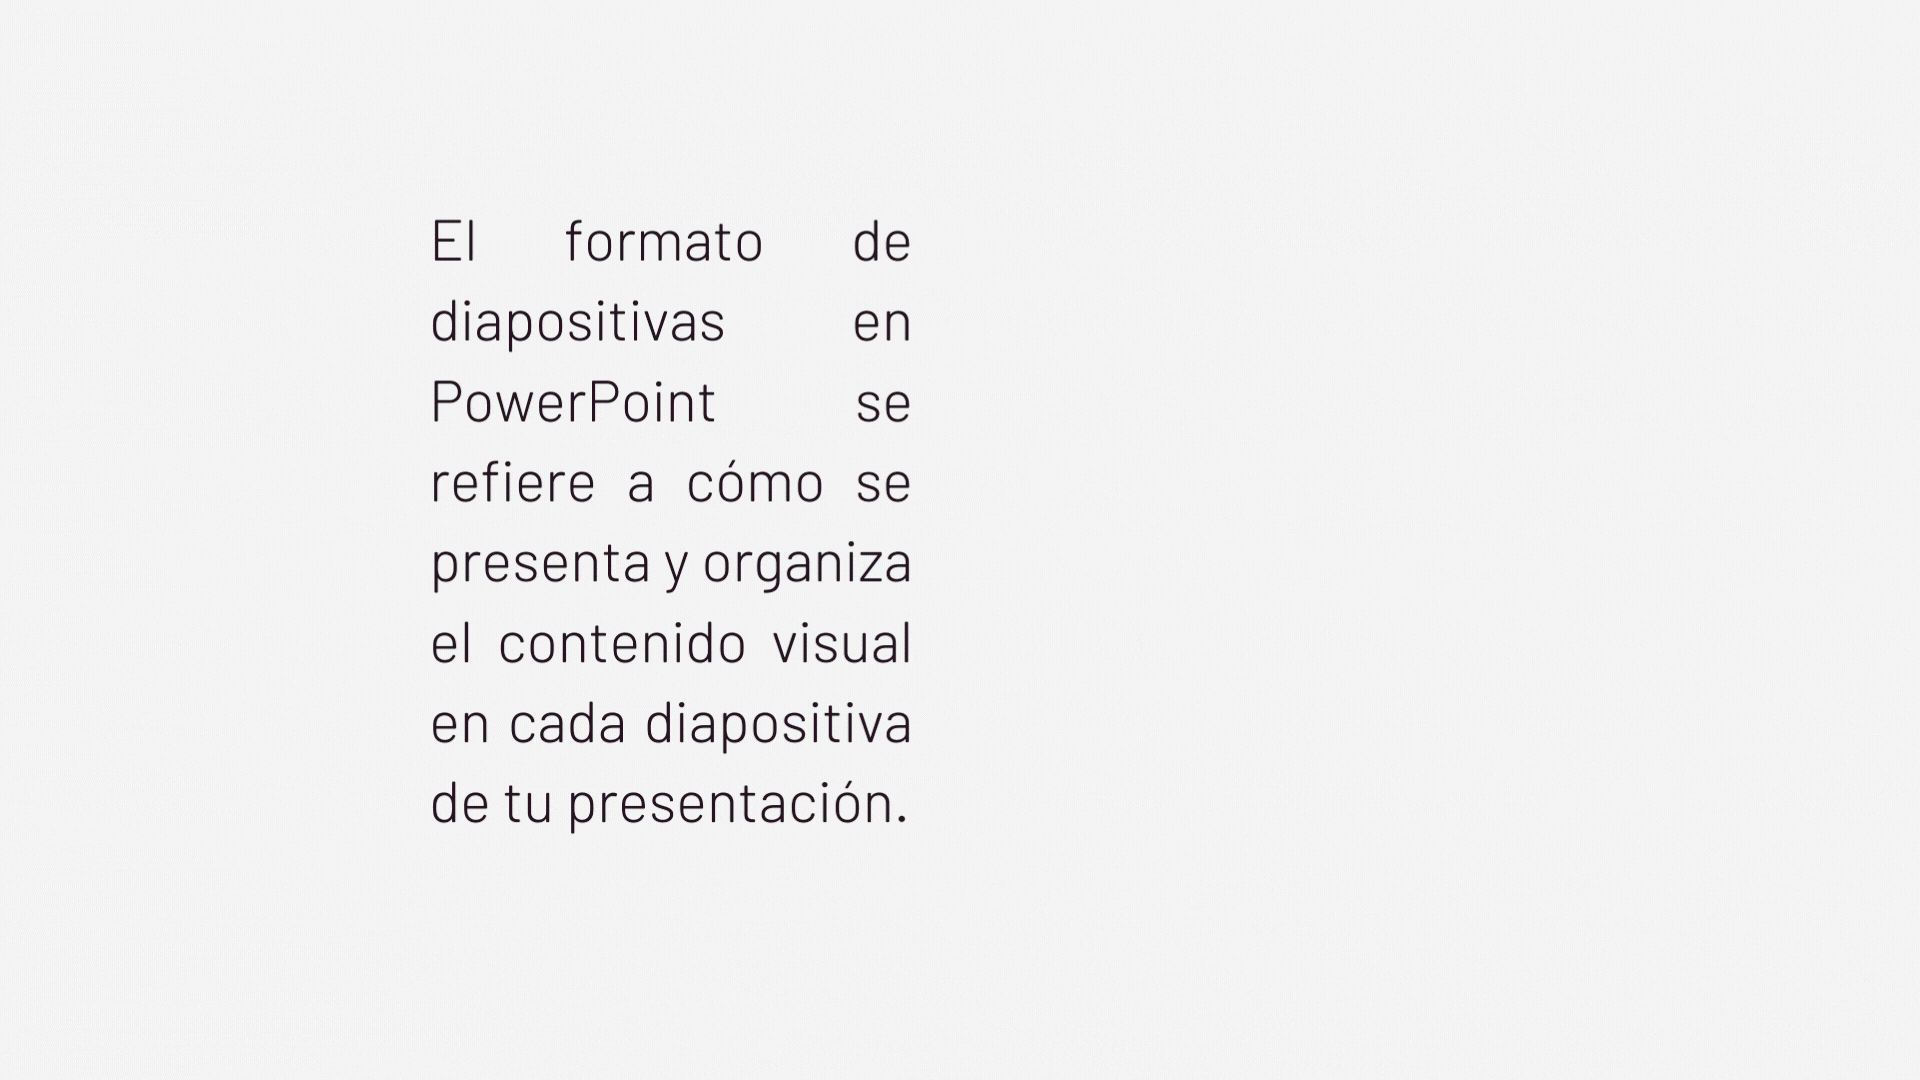 El formato de
diapositivas en
PowerPoint se
refiere a cómo se
presenta y organiza
el contenido visual
en cada diapositiva
de tu presentación.